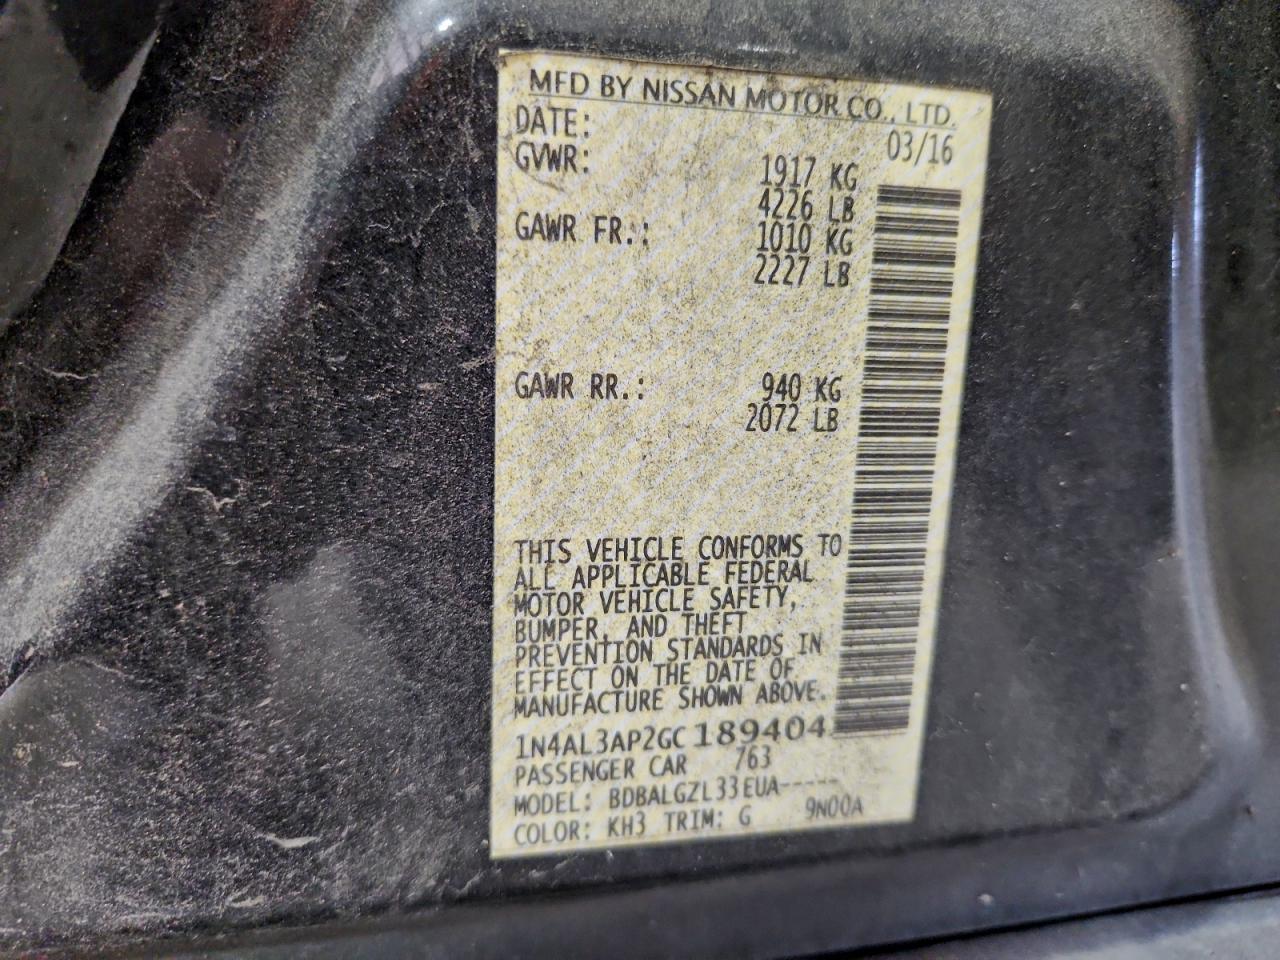 MFD BY NISSAN MOTOR CO., LTD.
DATE: 03/16
GVWR: 1917 KG
4226 LB
GAWR FR.: 1010 KG
2227 LB
GAWR RR.: 940 KG
2072 LB
THIS VEHICLE CONFORMS TO
ALL APPLICABLE FEDERAL
MOTOR VEHICLE SAFETY,
BUMPER, AND THEFT
PREVENTION STANDARDS IN
EFFECT ON THE DATE OF
MANUFACTURE SHOWN ABOVE.
1N4AL3AP2GC189404
PASSENGER CAR 763
MODEL: BDBALGZL33EUA-----
COLOR: KH3 TRIM: G 9N00A